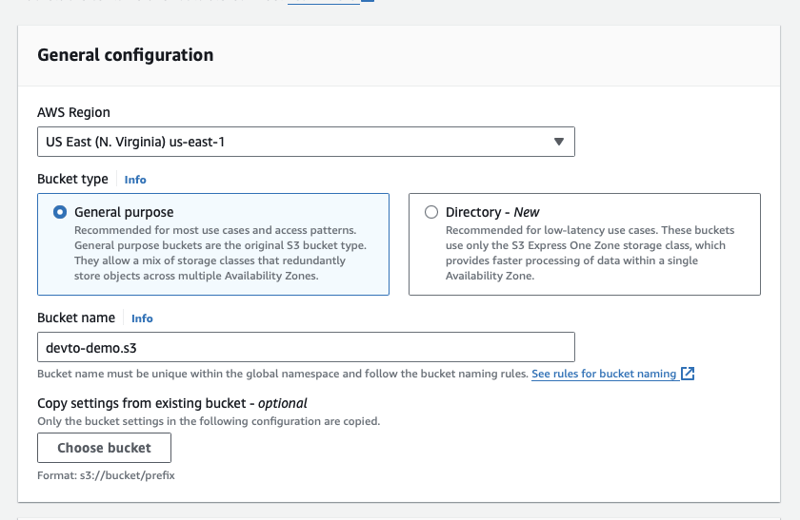 General configuration
AWS Region
US East (N. Virginia) us-east-1
Bucket type Info
General purpose
Recommended for most use cases and access patterns.
General purpose buckets are the original S3 bucket type.
They allow a mix of storage classes that redundantly
store objects across multiple Availability Zones.
Directory - New
Recommended for low-latency use cases. These buckets
use only the S3 Express One Zone storage class, which
provides faster processing of data within a single
Availability Zone.
Bucket name Info
devto-demo.s3
Bucket name must be unique within the global namespace and follow the bucket naming rules. See rules for bucket naming
Copy settings from existing bucket - optional
Only the bucket settings in the following configuration are copied.
Choose bucket
Format: s3://bucket/prefix